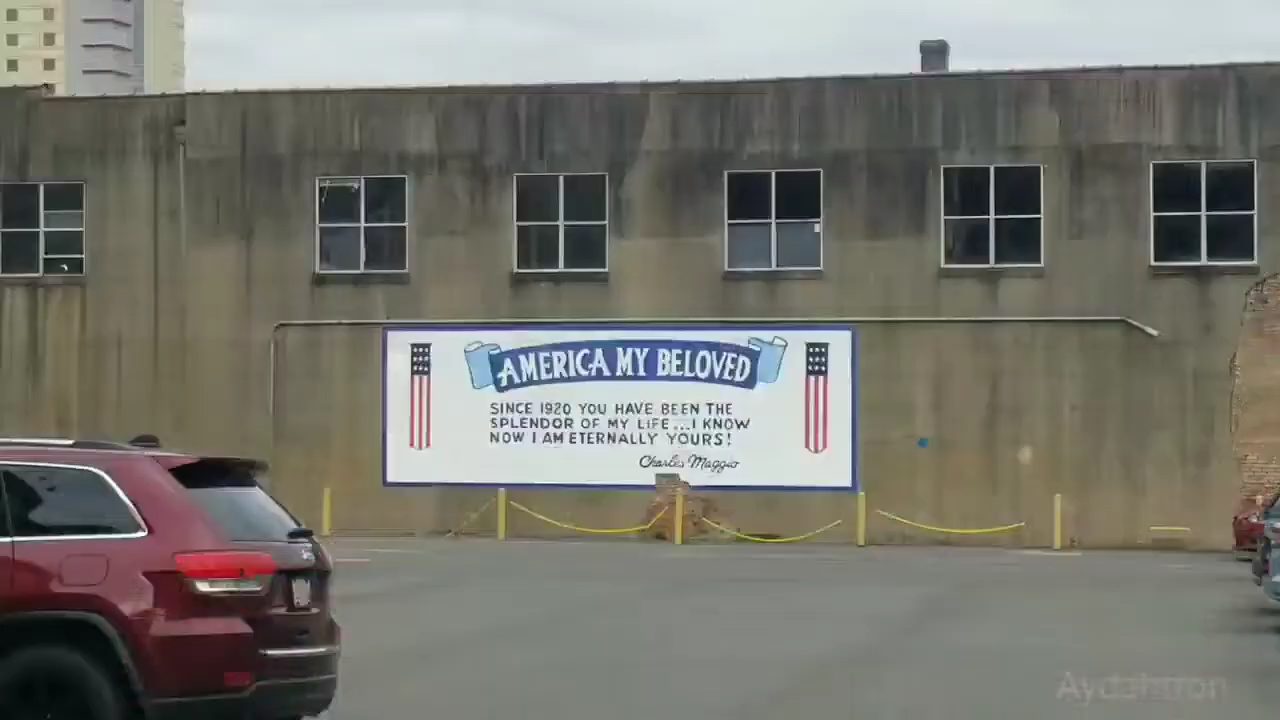 AMERICA MY BELOVED
SINCE 1920 YOU HAVE BEEN THE
SPLENDOR OF MY LIFE...I KNOW
NOW I AM ETERNALLY YOURS!
Charles Maggio